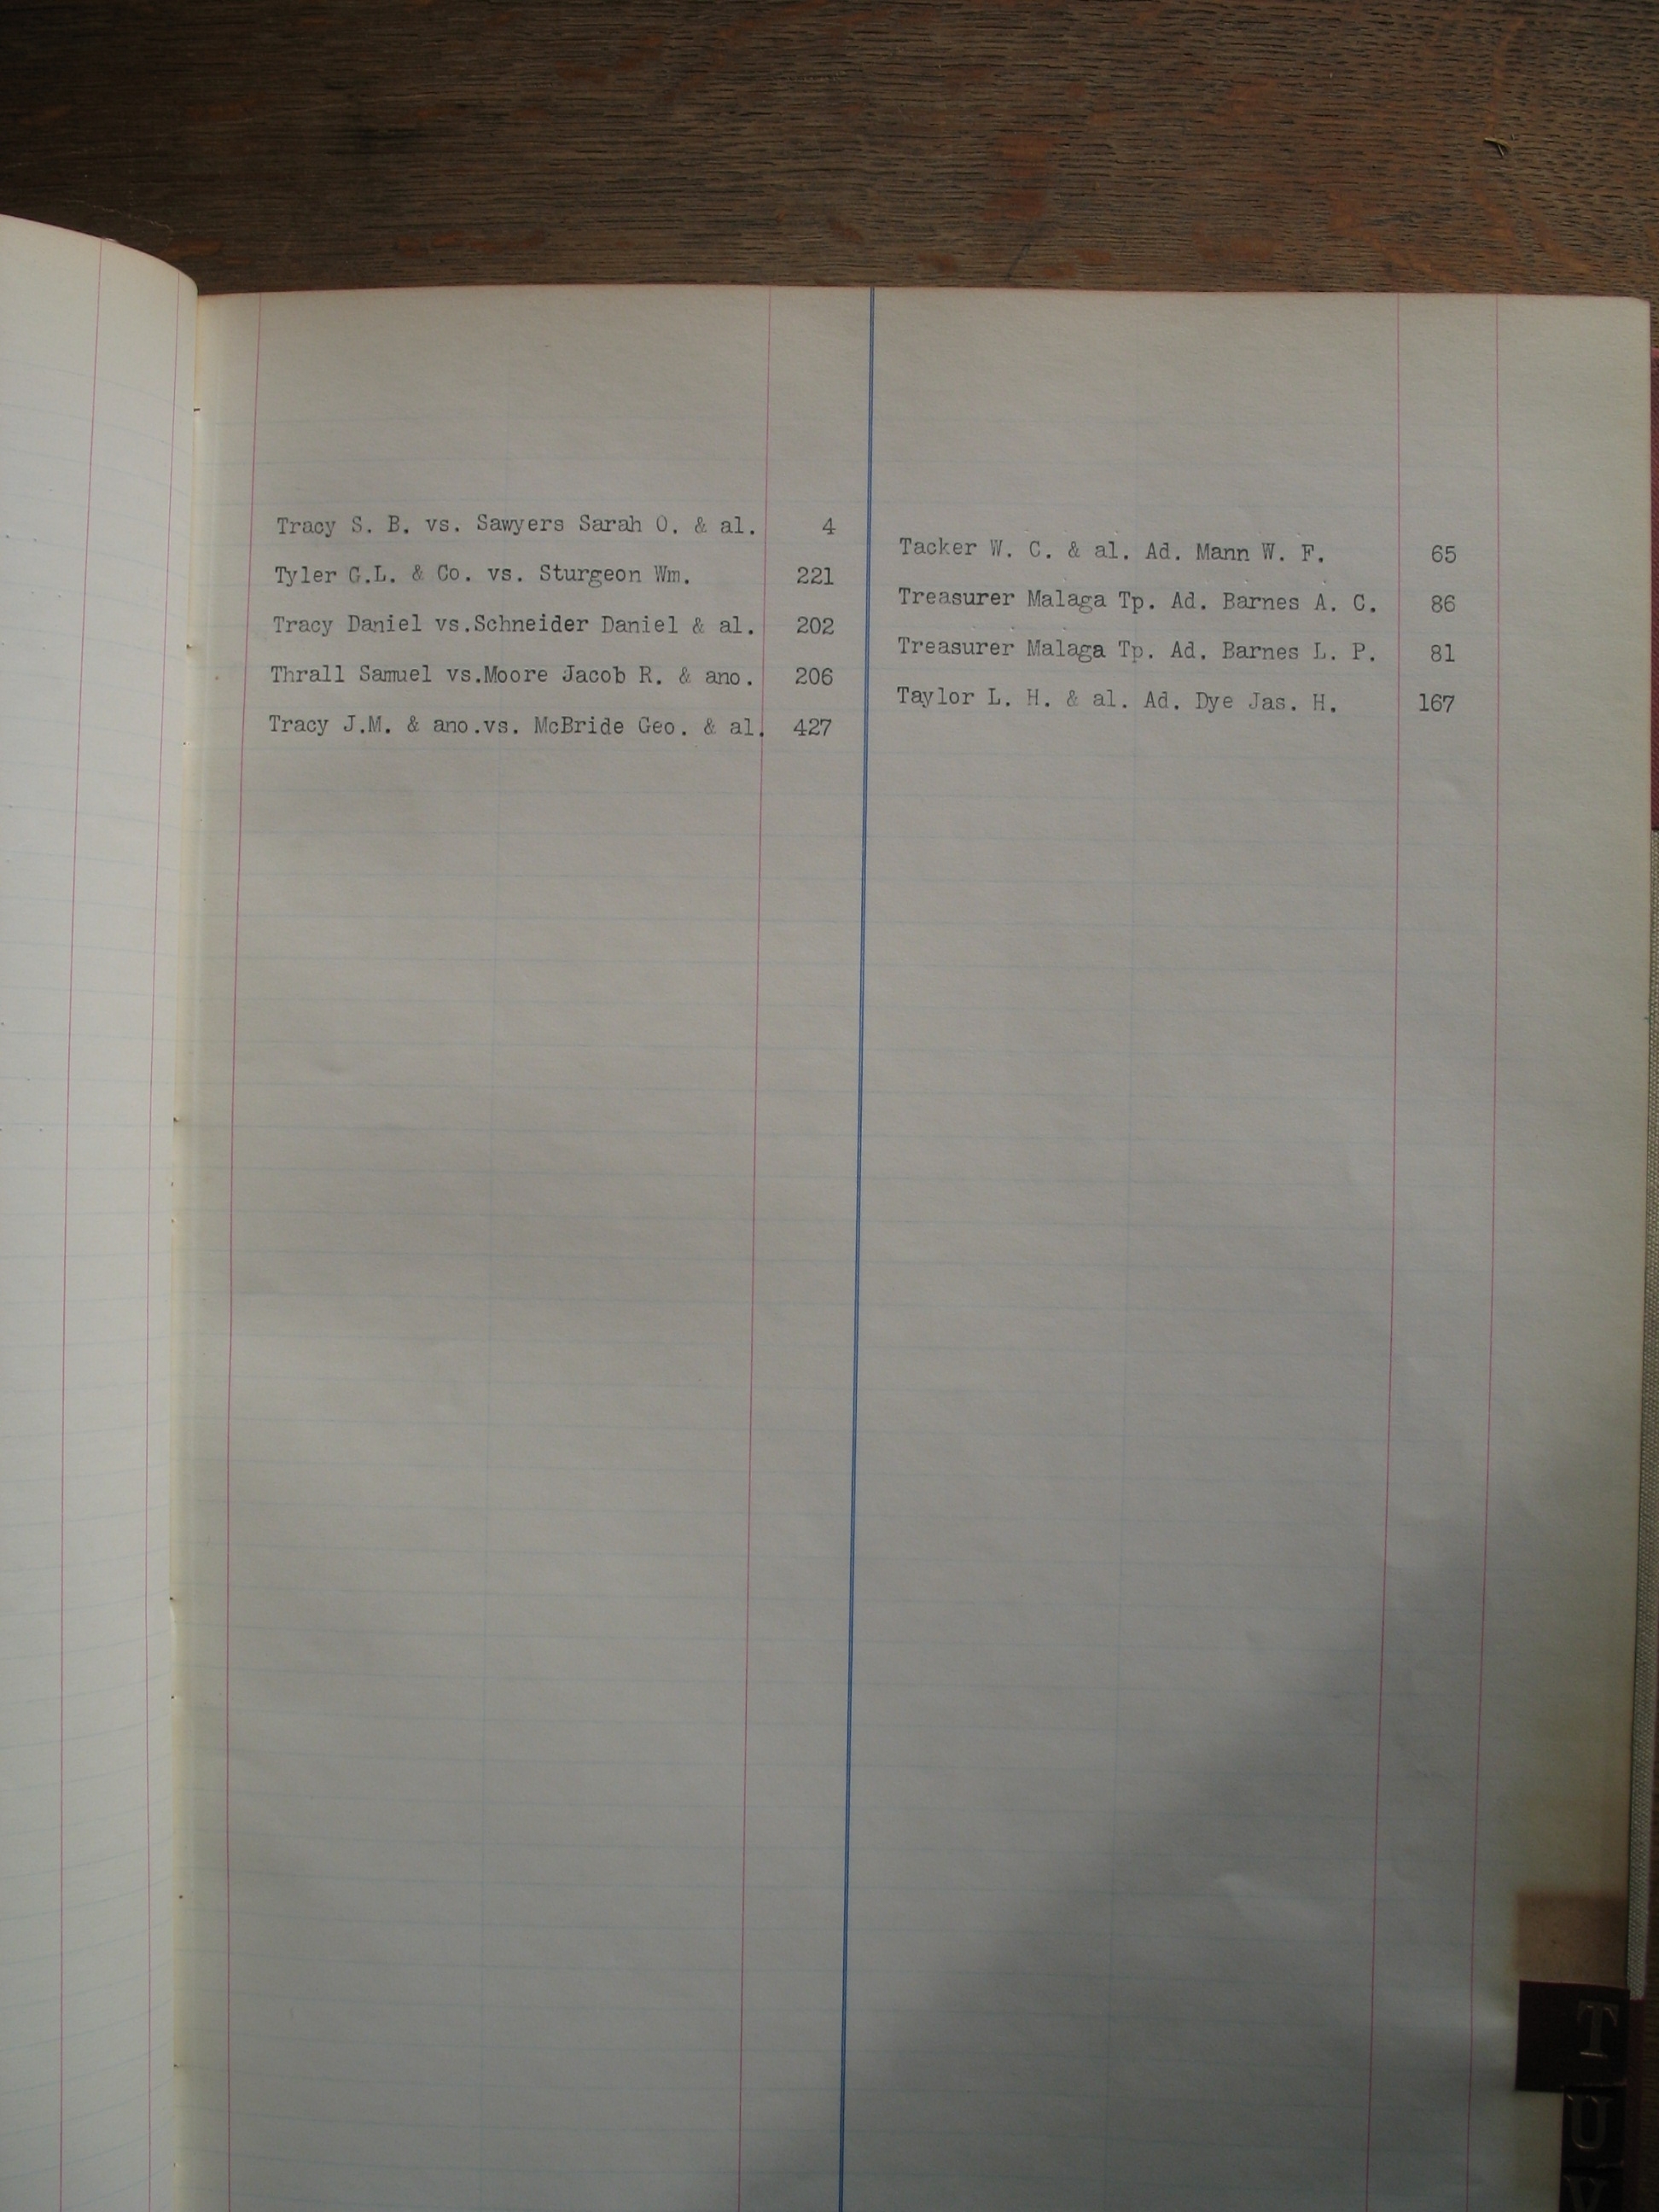 Tracy S. B. vs. Sawyers Sarah O. & al. 4
Tyler G.L. & Co. vs. Sturgeon Wm. 221
Tracy Daniel vs.Schneider Daniel & al. 202
Thrall Samuel vs.Moore Jacob R. & ano. 206
Tracy J.M. & ano.vs. McBride Geo. & al. 427
Tacker W. C. & al. Ad. Mann W. F. 65
Treasurer Malaga Tp. Ad. Barnes A. C. 86
Treasurer Malaga Tp. Ad. Barnes L. P. 81
Taylor L. H. & al. Ad. Dye Jas. H. 167
T
U
V